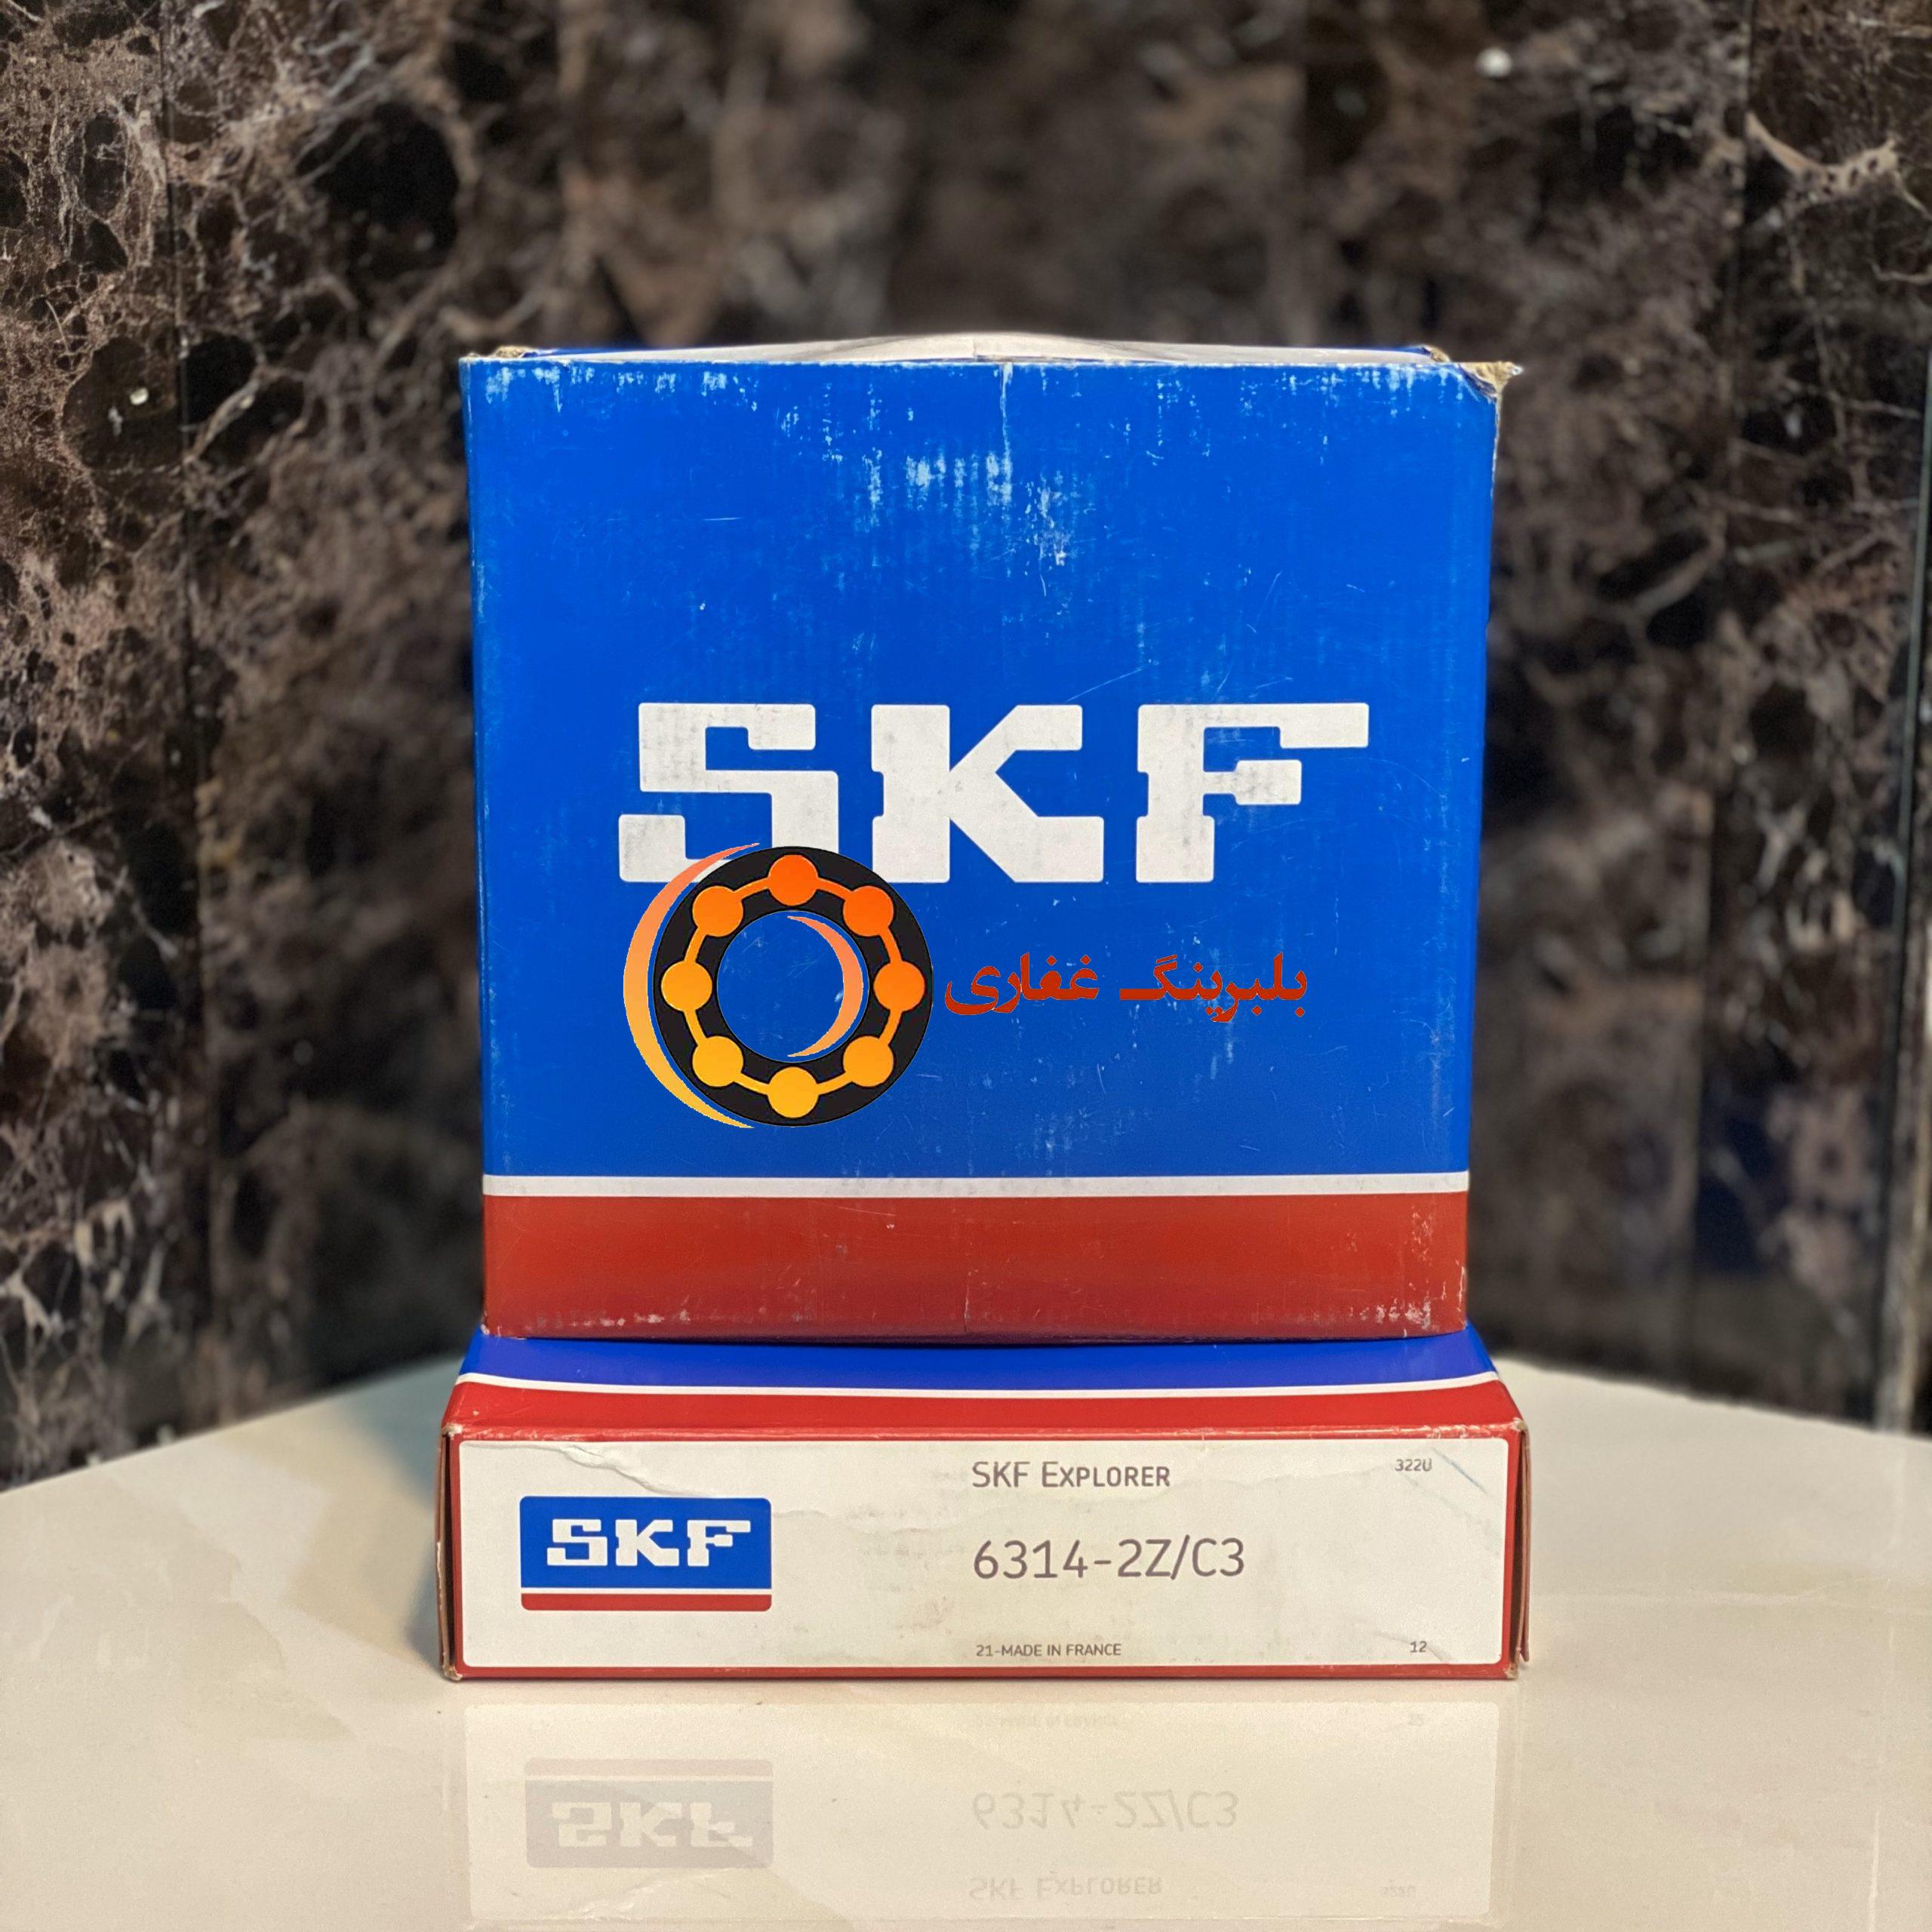 SKF
بلبرینگ غفاری
SKF EXPLORER
322U
SKF
6314-2Z/C3
21-MADE IN FRANCE
12